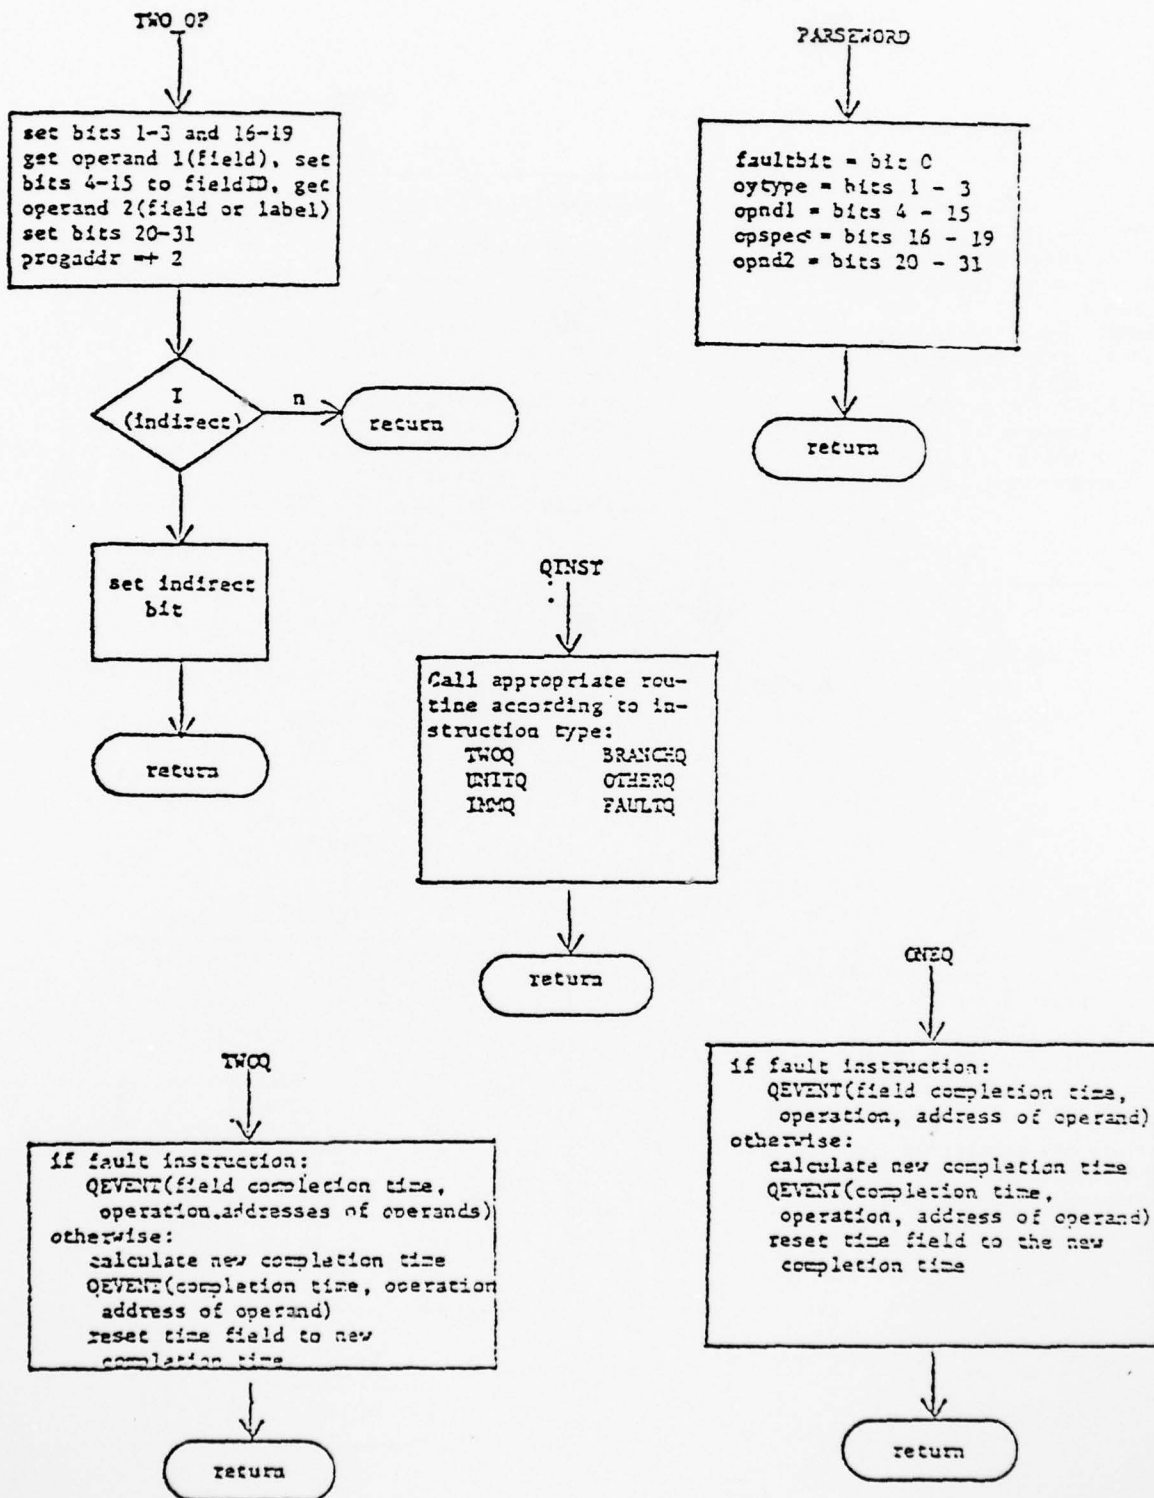 TWO_OP
set bits 1-3 and 16-19
get operand 1(field), set
bits 4-15 to fieldID, get
operand 2(field or label)
set bits 20-31
progaddr =+ 2
I
(indirect)
n
return
set indirect
bit
return
PARSEWORD
faultbit = bit 0
oytype = bits 1 - 3
opnd1 = bits 4 - 15
opspec = bits 16 - 19
opnd2 = bits 20 - 31
return
QINST
Call appropriate rou-
tine according to in-
struction type:
TWOQ BRANCHQ
UNITQ OTHERQ
IMMQ FAULTQ
return
TWOQ
if fault instruction:
QEVENT(field completion time,
operation,addresses of operands)
otherwise:
calculate new completion time
QEVENT(completion time, operation
address of operand)
reset time field to new
completion time
return
ONEQ
if fault instruction:
QEVENT(field completion time,
operation, address of operand)
otherwise:
calculate new completion time
QEVENT(completion time,
operation, address of operand)
reset time field to the new
completion time
return